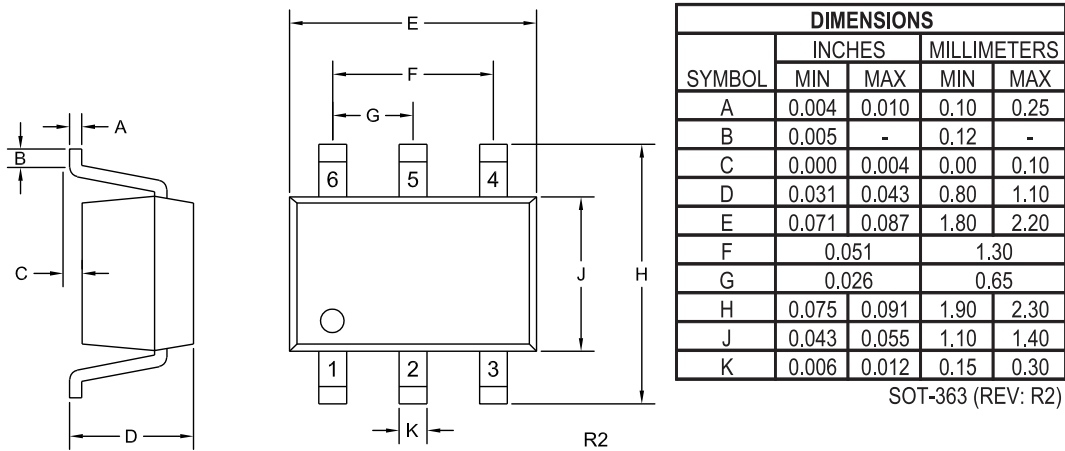 E
F
G
A
B
C
D
6 5 4
1 2 3
J
H
K
R2
DIMENSIONS
INCHES MILLIMETERS
SYMBOL MIN MAX MIN MAX
A 0.004 0.010 0.10 0.25
B 0.005 - 0.12 -
C 0.000 0.004 0.00 0.10
D 0.031 0.043 0.80 1.10
E 0.071 0.087 1.80 2.20
F 0.051 1.30
G 0.026 0.65
H 0.075 0.091 1.90 2.30
J 0.043 0.055 1.10 1.40
K 0.006 0.012 0.15 0.30
SOT-363 (REV: R2)